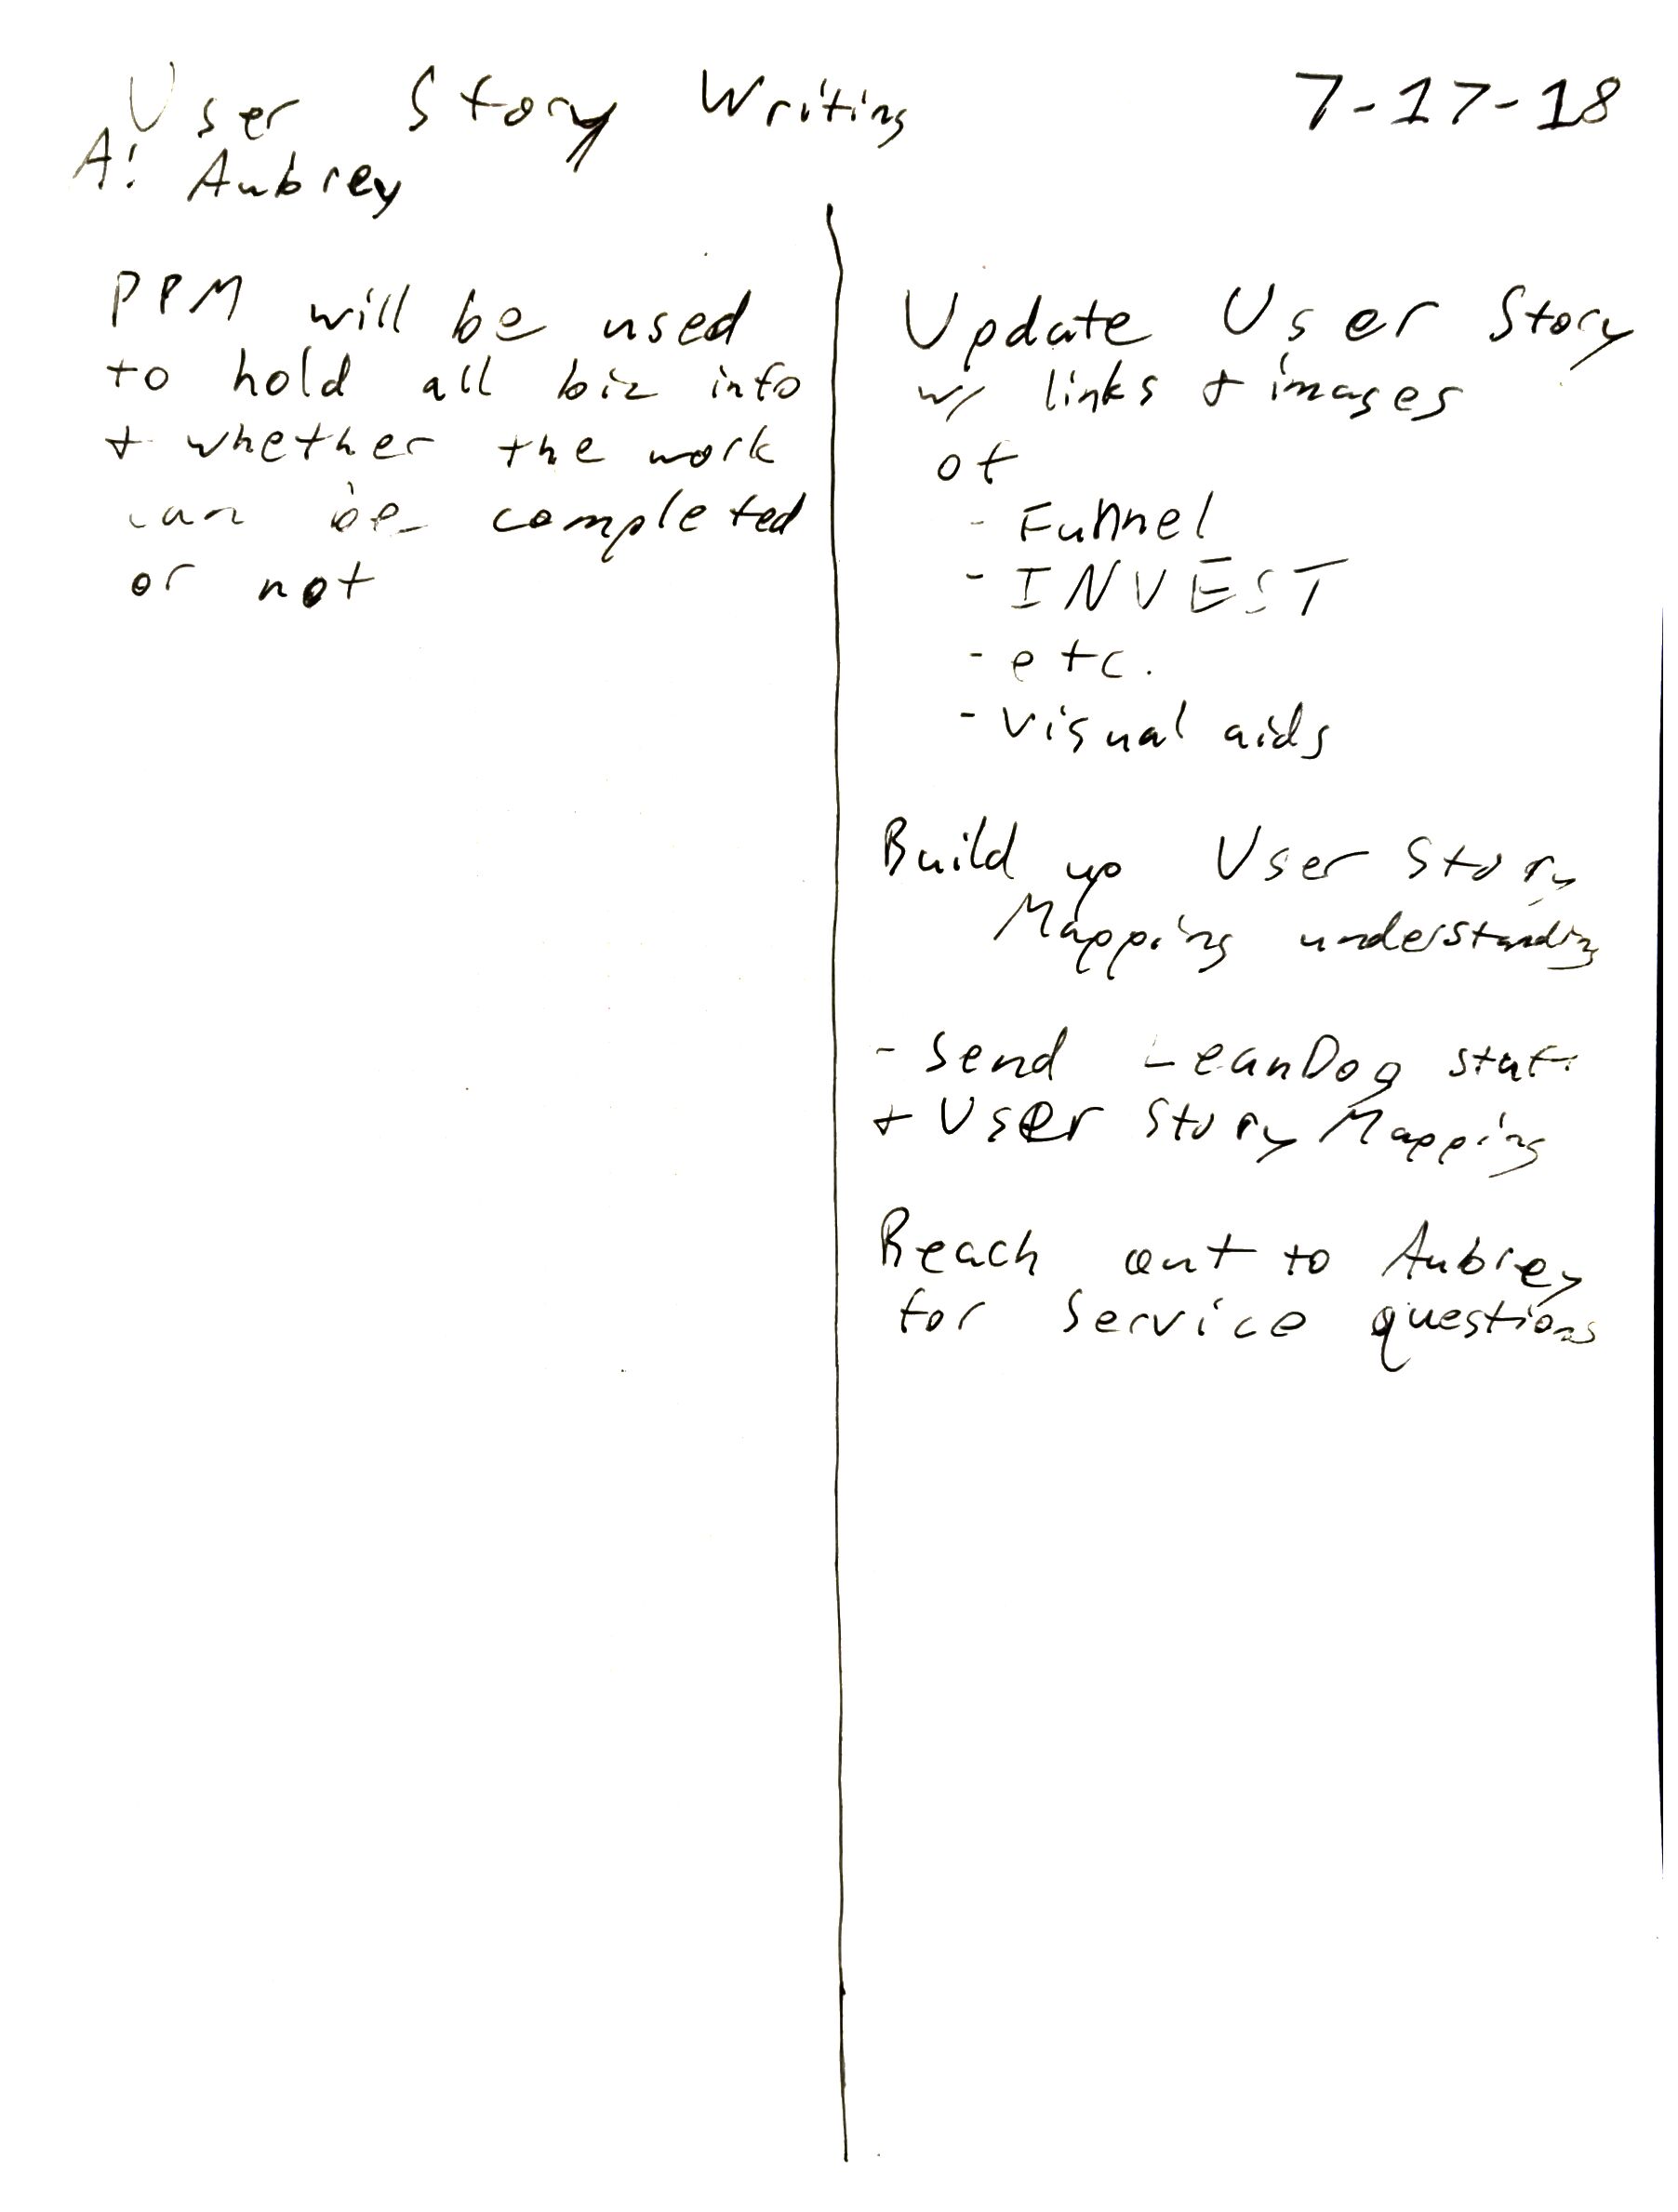 User Story Writing 7-17-18
A: Aubrey
PPM will be used
to hold all biz info
+ whether the work
can be completed
or not
Update User Story
w/ links + images
of
- Funnel
- INVEST
- etc.
- Visual aids
Build up User Story
Mapping understanding
- Send LeanDog stuff
+ User Story Mapping
Reach out to Aubrey
for Service questions